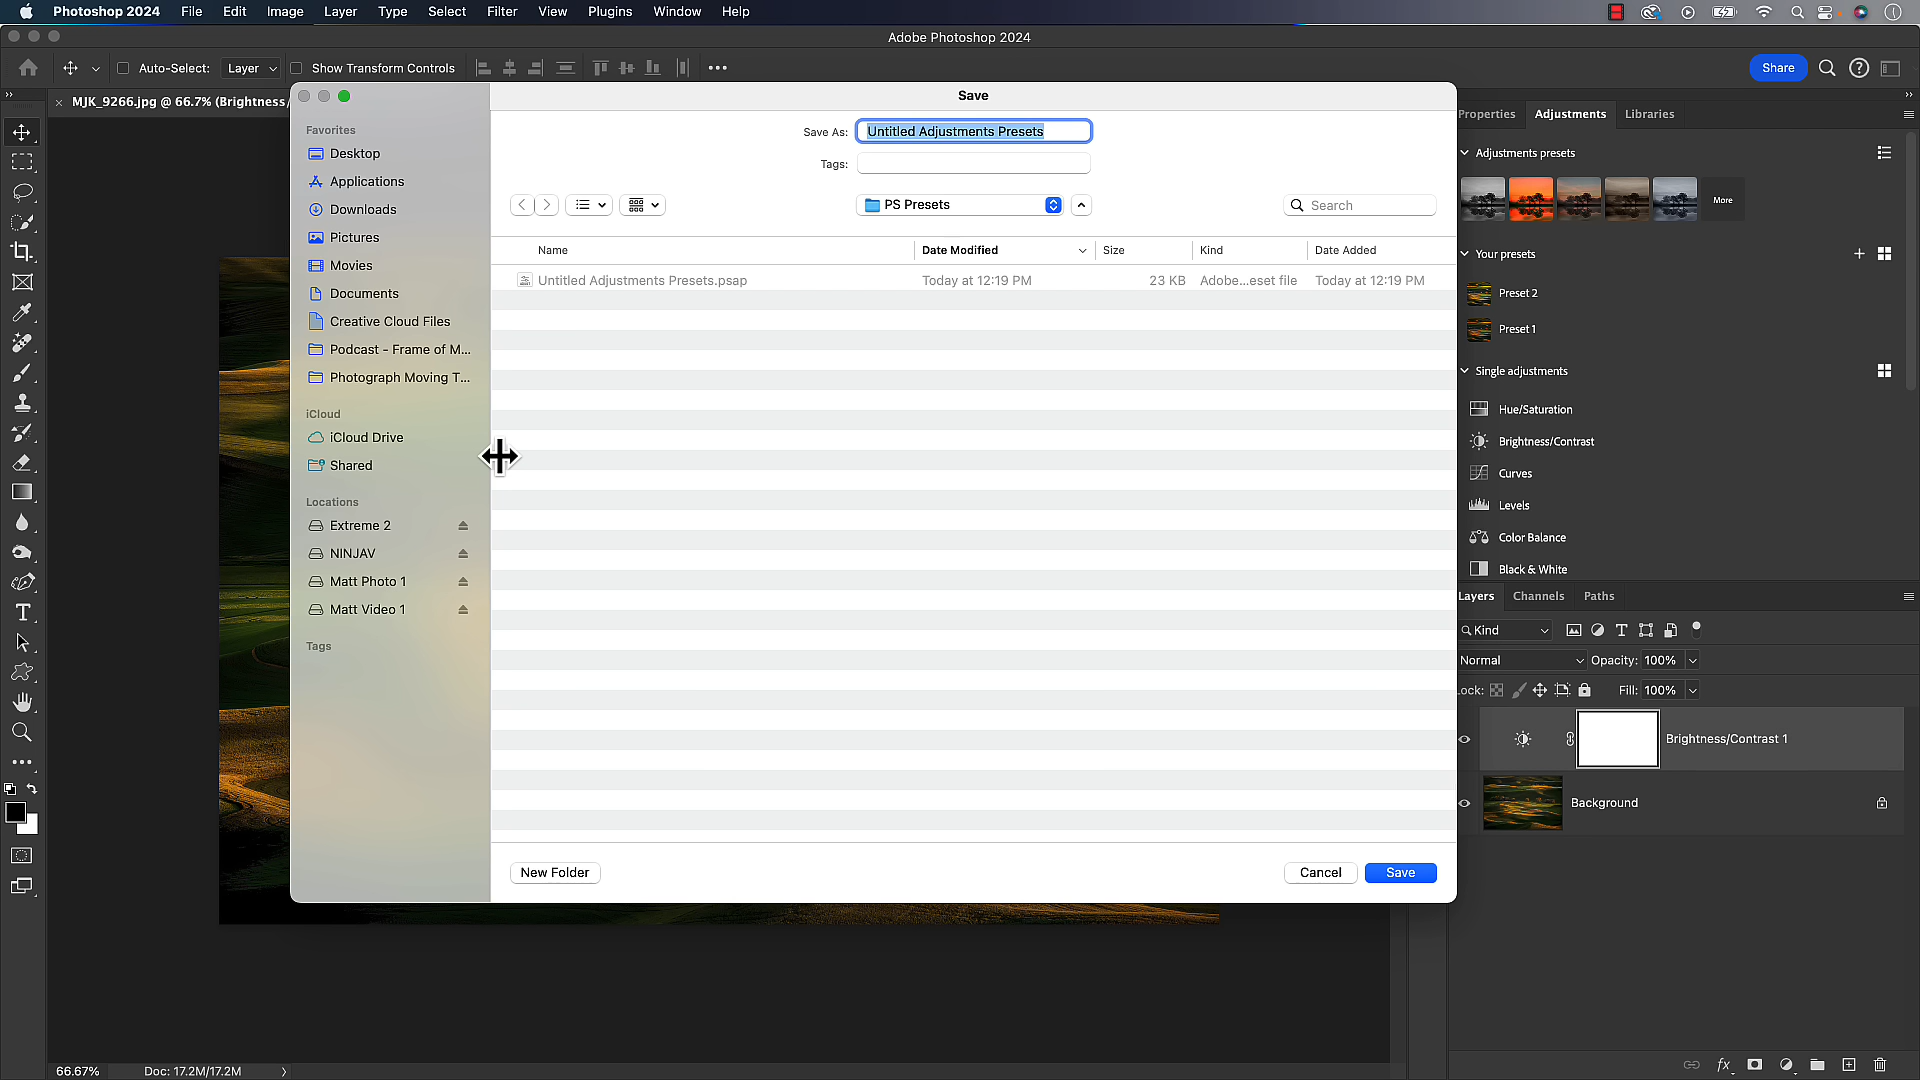 Photoshop 2024 File Edit Image Layer Type Select Filter View Plugins Window Help
Adobe Photoshop 2024
Auto-Select: Layer Show Transform Controls
Share
MJK_9266.jpg @ 66.7% (Brightness/
Save
Save As: Untitled Adjustments Presets
Tags:
PS Presets
Search
Name Date Modified Size Kind Date Added
Untitled Adjustments Presets.psap Today at 12:19 PM 23 KB Adobe...eset file Today at 12:19 PM
Favorites
Desktop
Applications
Downloads
Pictures
Movies
Documents
Creative Cloud Files
Podcast - Frame of M...
Photograph Moving T...
iCloud
iCloud Drive
Shared
Locations
Extreme 2
NINJAV
Matt Photo 1
Matt Video 1
Tags
New Folder
Cancel
Save
Properties Adjustments Libraries
Adjustments presets
More
Your presets
Preset 2
Preset 1
Single adjustments
Hue/Saturation
Brightness/Contrast
Curves
Levels
Color Balance
Black & White
Layers Channels Paths
Kind
Normal Opacity: 100%
ock: Fill: 100%
Brightness/Contrast 1
Background
fx
66.67% Doc: 17.2M/17.2M